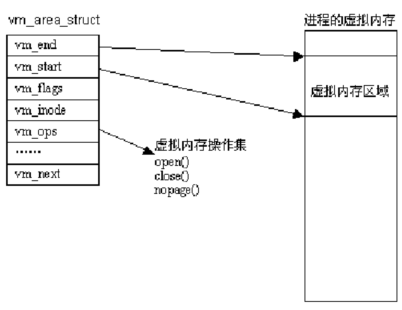 vm_area_struct
vm_end
vm_start
vm_flags
vm_inode
vm_ops
······
vm_next
虚拟内存操作集
open()
close()
nopage()
进程的虚拟内存
虚拟内存区域